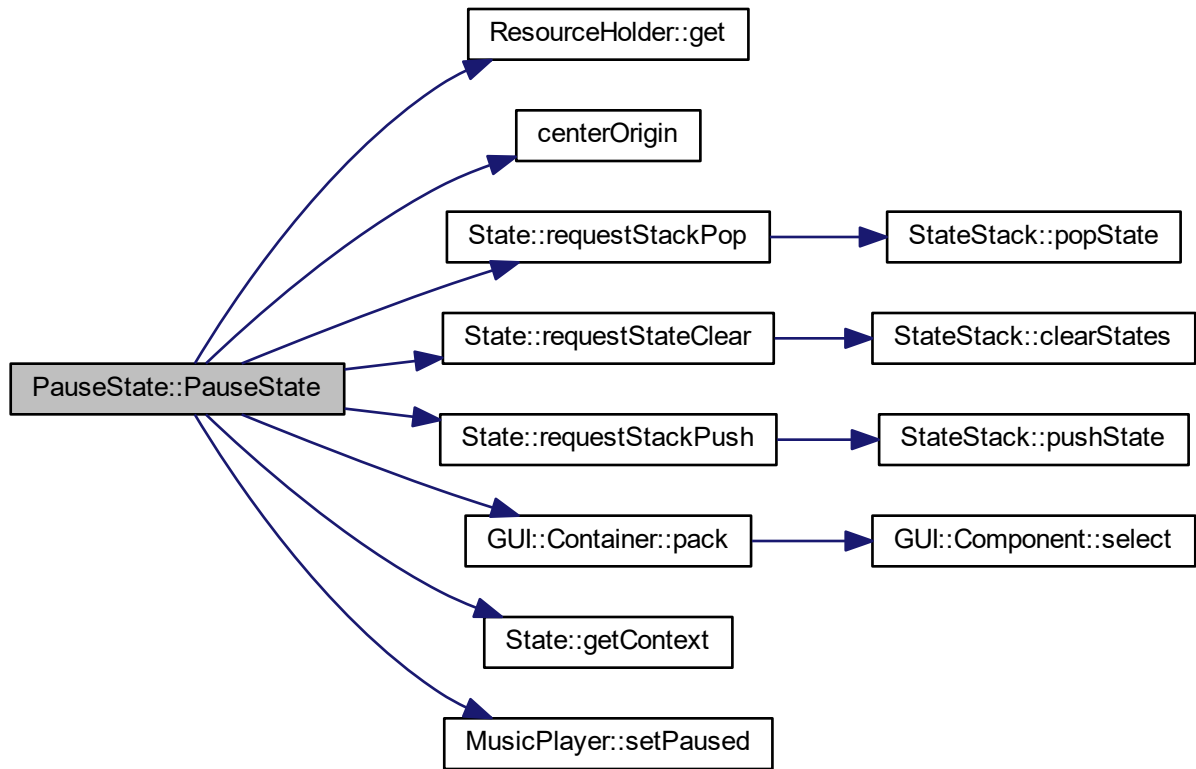 ResourceHolder::get
centerOrigin
State::requestStackPop
StateStack::popState
State::requestStateClear
StateStack::clearStates
PauseState::PauseState
State::requestStackPush
StateStack::pushState
GUI::Container::pack
GUI::Component::select
State::getContext
MusicPlayer::setPaused